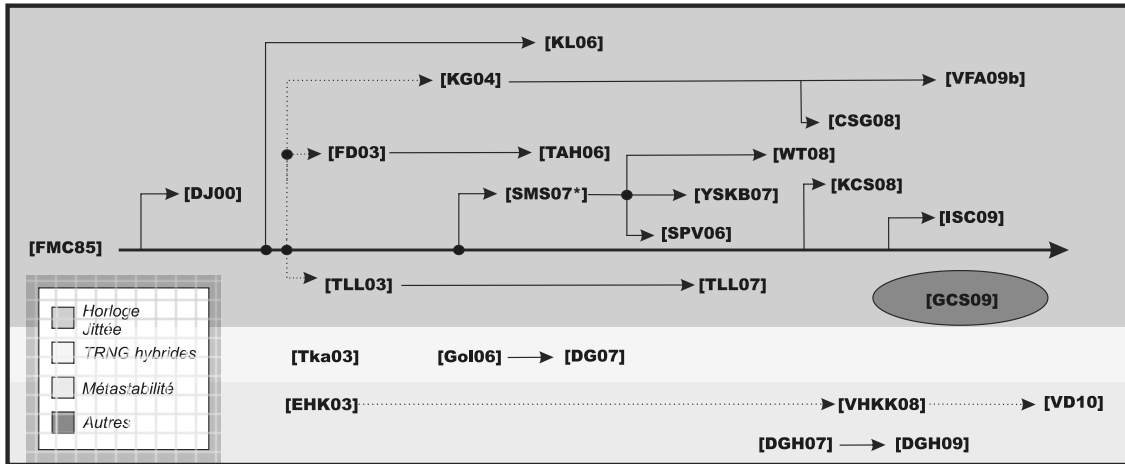 [KL06]
[KG04] [VFA09b]
[CSG08]
[FD03] [TAH06] [WT08]
[DJ00] [SMS07*] [YSKB07] [KCS08]
[SPV06] [ISC09]
[FMC85]
[TLL03] [TLL07]
[GCS09]
Horloge
Jittée
TRNG hybrides
Métastabilité
Autres
[Tka03] [Gol06] [DG07]
[EHK03] [VHKK08] [VD10]
[DGH07] [DGH09]